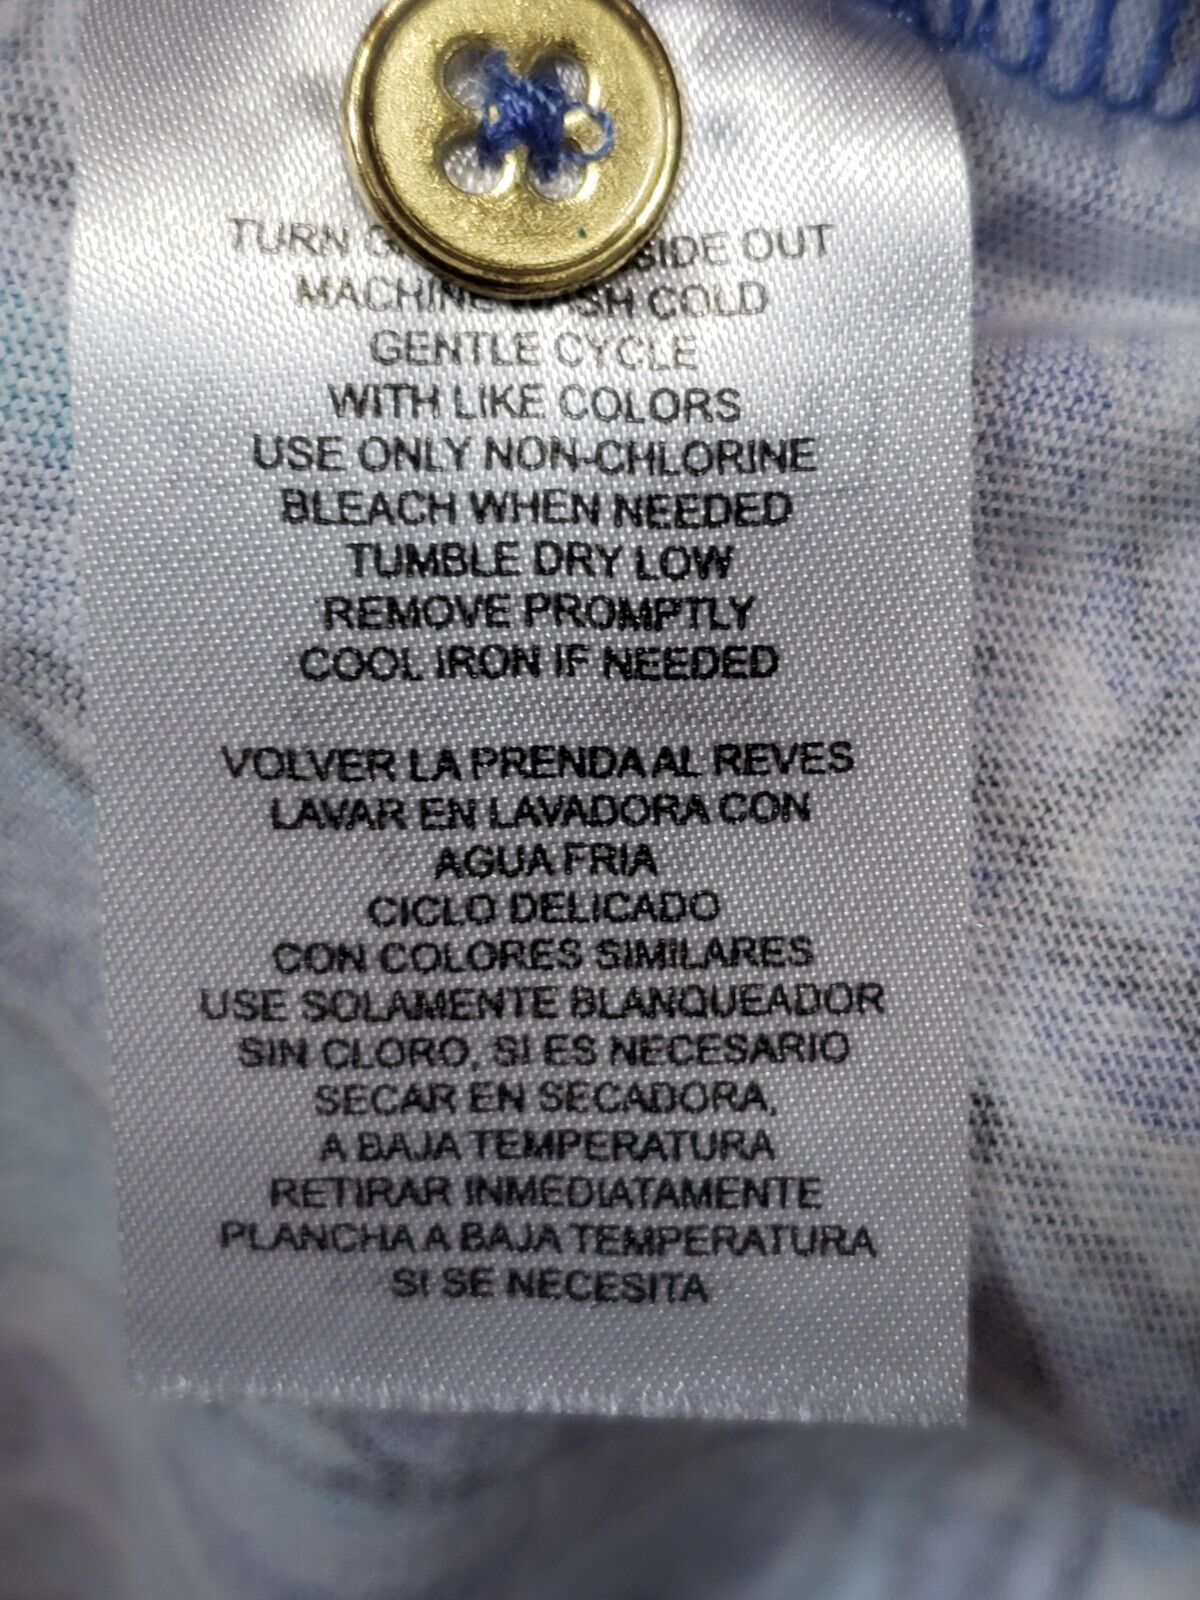 TURN SIDE OUT
MACHINE WASH COLD
GENTLE CYCLE
WITH LIKE COLORS
USE ONLY NON-CHLORINE
BLEACH WHEN NEEDED
TUMBLE DRY LOW
REMOVE PROMPTLY
COOL IRON IF NEEDED
VOLVER LA PRENDA AL REVES
LAVAR EN LAVADORA CON
AGUA FRIA
CICLO DELICADO
CON COLORES SIMILARES
USE SOLAMENTE BLANQUEADOR
SIN CLORO, SI ES NECESARIO
SECAR EN SECADORA,
A BAJA TEMPERATURA
RETIRAR INMEDIATAMENTE
PLANCHA A BAJA TEMPERATURA
SI SE NECESITA